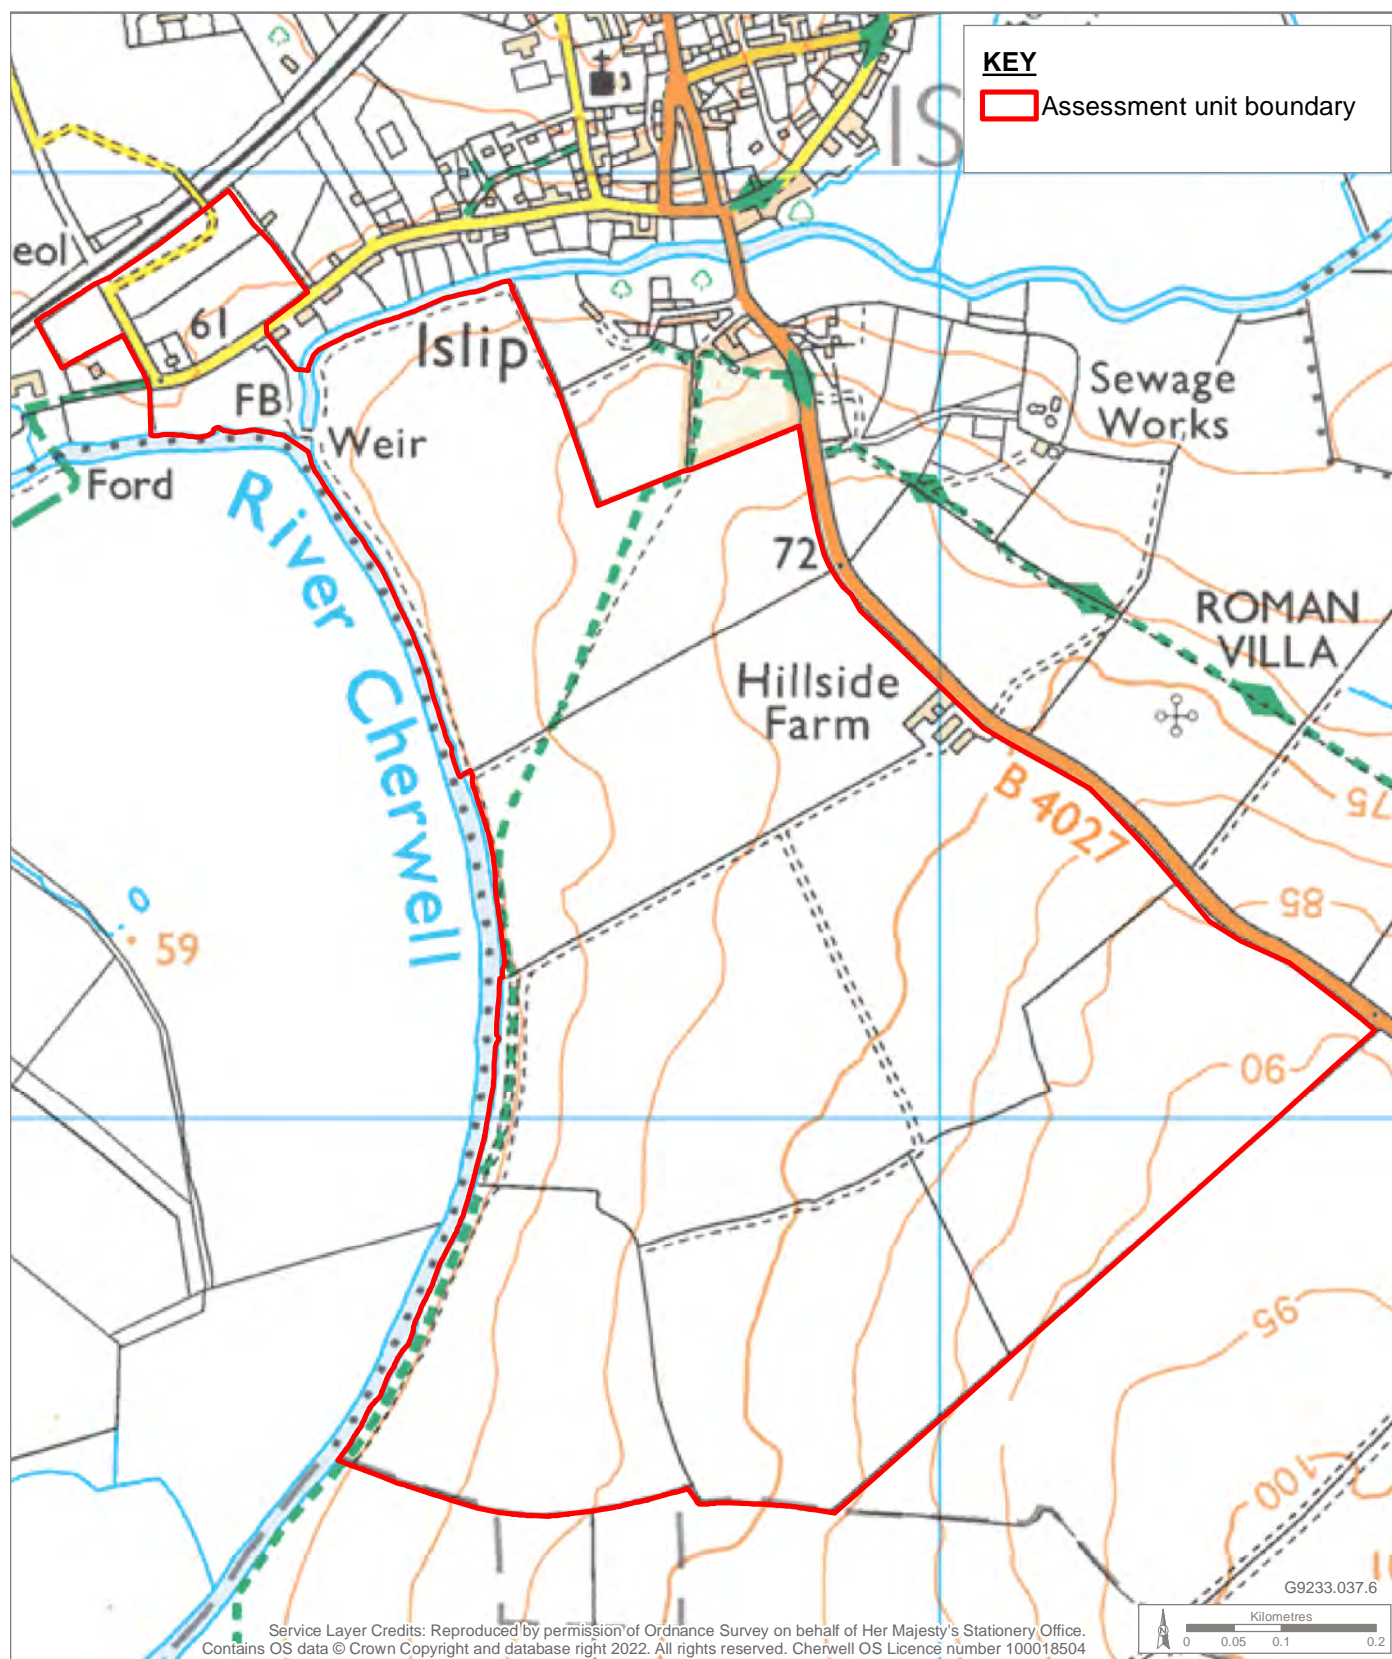 KEY
Assessment unit boundary
IS
eol
61
Islip
FB
Weir
Ford
Sewage
Works
River Cherwell
72
ROMAN
VILLA
Hillside
Farm
75
B 4027
85
59
90
95
100
G9233.037.6
Kilometres
N
0 0.05 0.1 0.2
Service Layer Credits: Reproduced by permission of Ordnance Survey on behalf of Her Majesty's Stationery Office.
Contains OS data © Crown Copyright and database right 2022. All rights reserved. Cherwell OS Licence number 100018504